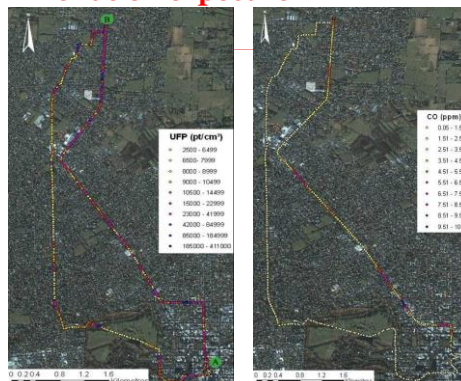 B
UFP (pt/cm³)
2500 - 6499
6500 - 7999
8000 - 8999
9000 - 10499
10500 - 14499
15000 - 22999
23000 - 41999
42000 - 64999
65000 - 184999
185000 - 411000
A
0 0.2 0.4 0.8 1.2 1.6
CO (ppm)
0.05 - 1.5
1.51 - 2.5
2.51 - 3.5
3.51 - 4.5
4.51 - 5.5
5.51 - 6.5
6.51 - 7.5
7.51 - 8.5
8.51 - 9.5
9.51 - 10
0 0.2 0.4 0.8 1.2 1.6